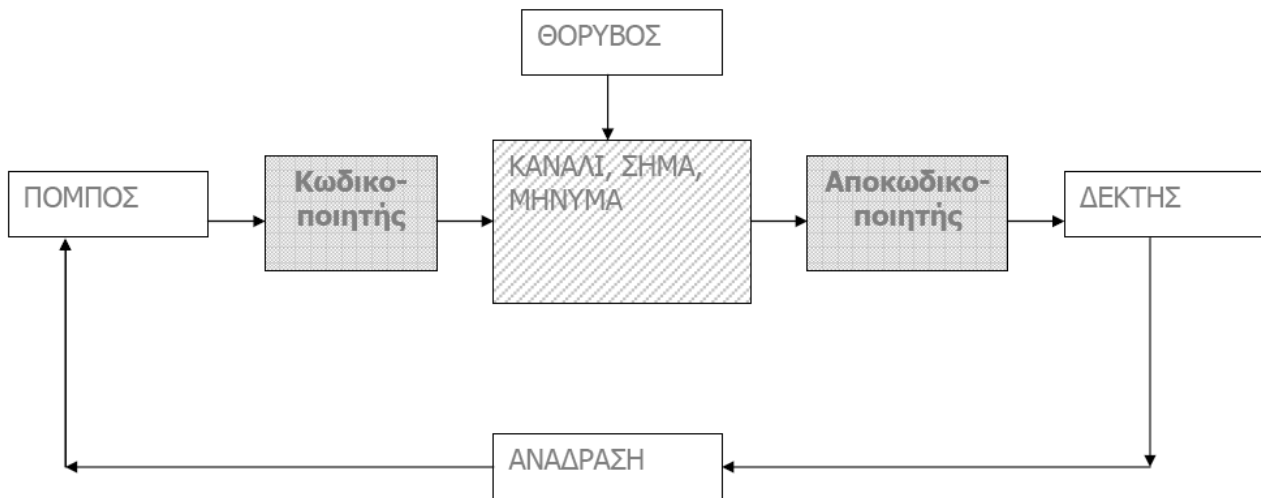 ΘΟΡΥΒΟΣ
ΠΟΜΠΟΣ
Κωδικο-
ποιητής
ΚΑΝΑΛΙ, ΣΗΜΑ,
ΜΗΝΥΜΑ
Αποκωδικο-
ποιητής
ΔΕΚΤΗΣ
ΑΝΑΔΡΑΣΗ